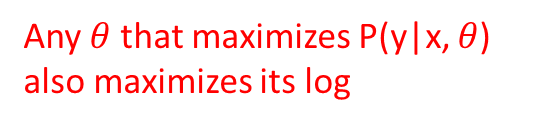 Any 𝜃 that maximizes P(y|x, 𝜃)
also maximizes its log